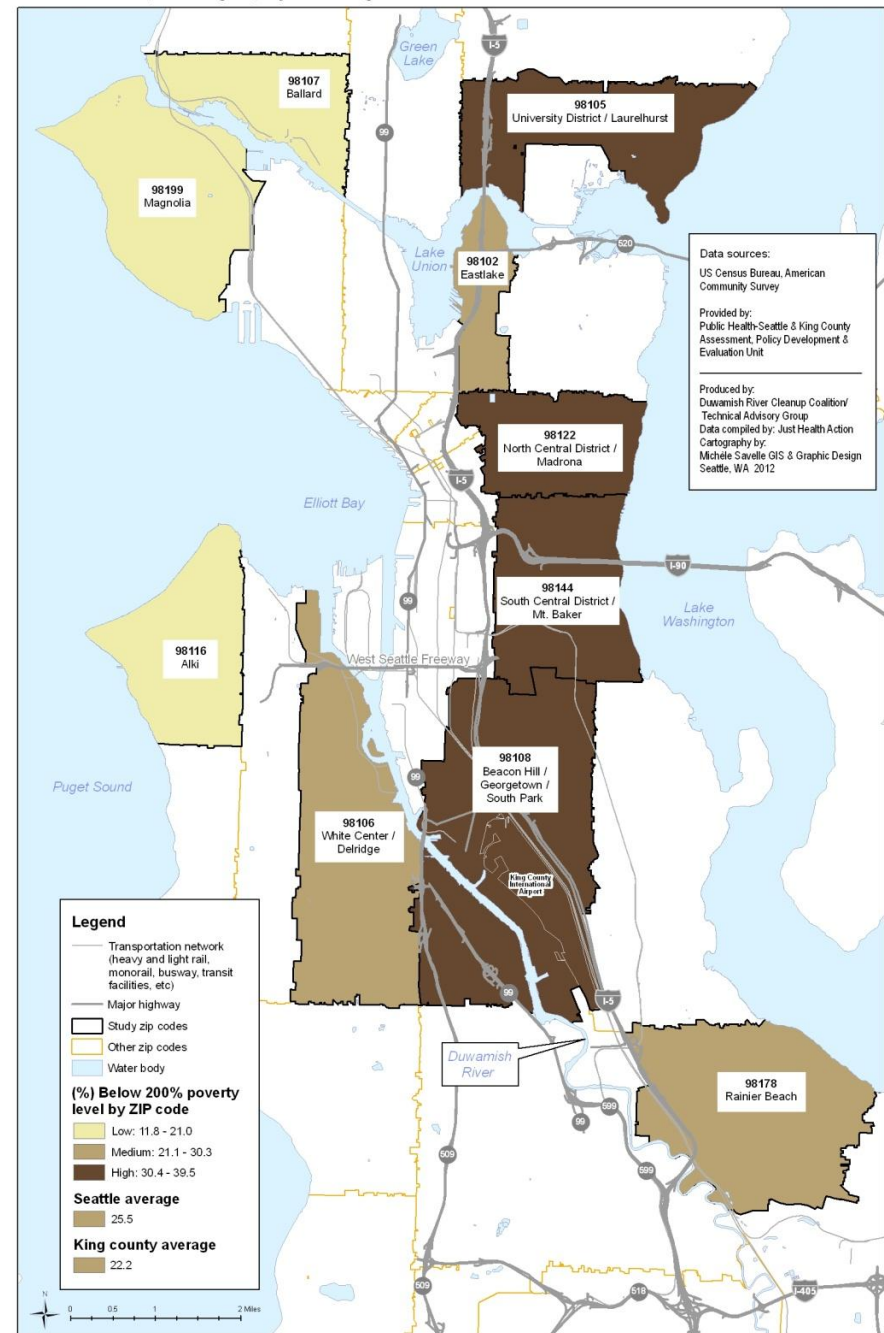 I-5
Green
Lake
98107
Ballard
99
98105
University District / Laurelhurst
98199
Magnolia
Lake
Union
98102
Eastlake
520
Data sources:
US Census Bureau, American
Community Survey
Provided by:
Public Health-Seattle & King County
Assessment, Policy Development &
Evaluation Unit
Produced by:
Duwamish River Cleanup Coalition/
Technical Advisory Group
Data compiled by: Just Health Action
Cartography by:
Michéle Savelle GIS & Graphic Design
Seattle, WA 2012
98122
North Central District /
Madrona
I-5
Elliott Bay
I-90
98144
South Central District /
Mt. Baker
99
Lake
Washington
98116
Alki
West Seattle Freeway
98108
Beacon Hill /
Georgetown /
South Park
99
Puget Sound
98106
White Center /
Delridge
King County
International
Airport
99
I-5
Duwamish
River
98178
Rainier Beach
599
99
509
599
509
518
I-405
Legend
Transportation network
(heavy and light rail,
monorail, busway, transit
facilities, etc)
Major highway
Study zip codes
Other zip codes
Water body
(%) Below 200% poverty
level by ZIP code
Low: 11.8 - 21.0
Medium: 21.1 - 30.3
High: 30.4 - 39.5
Seattle average
25.5
King county average
22.2
N
0 0.5 1 2 Miles